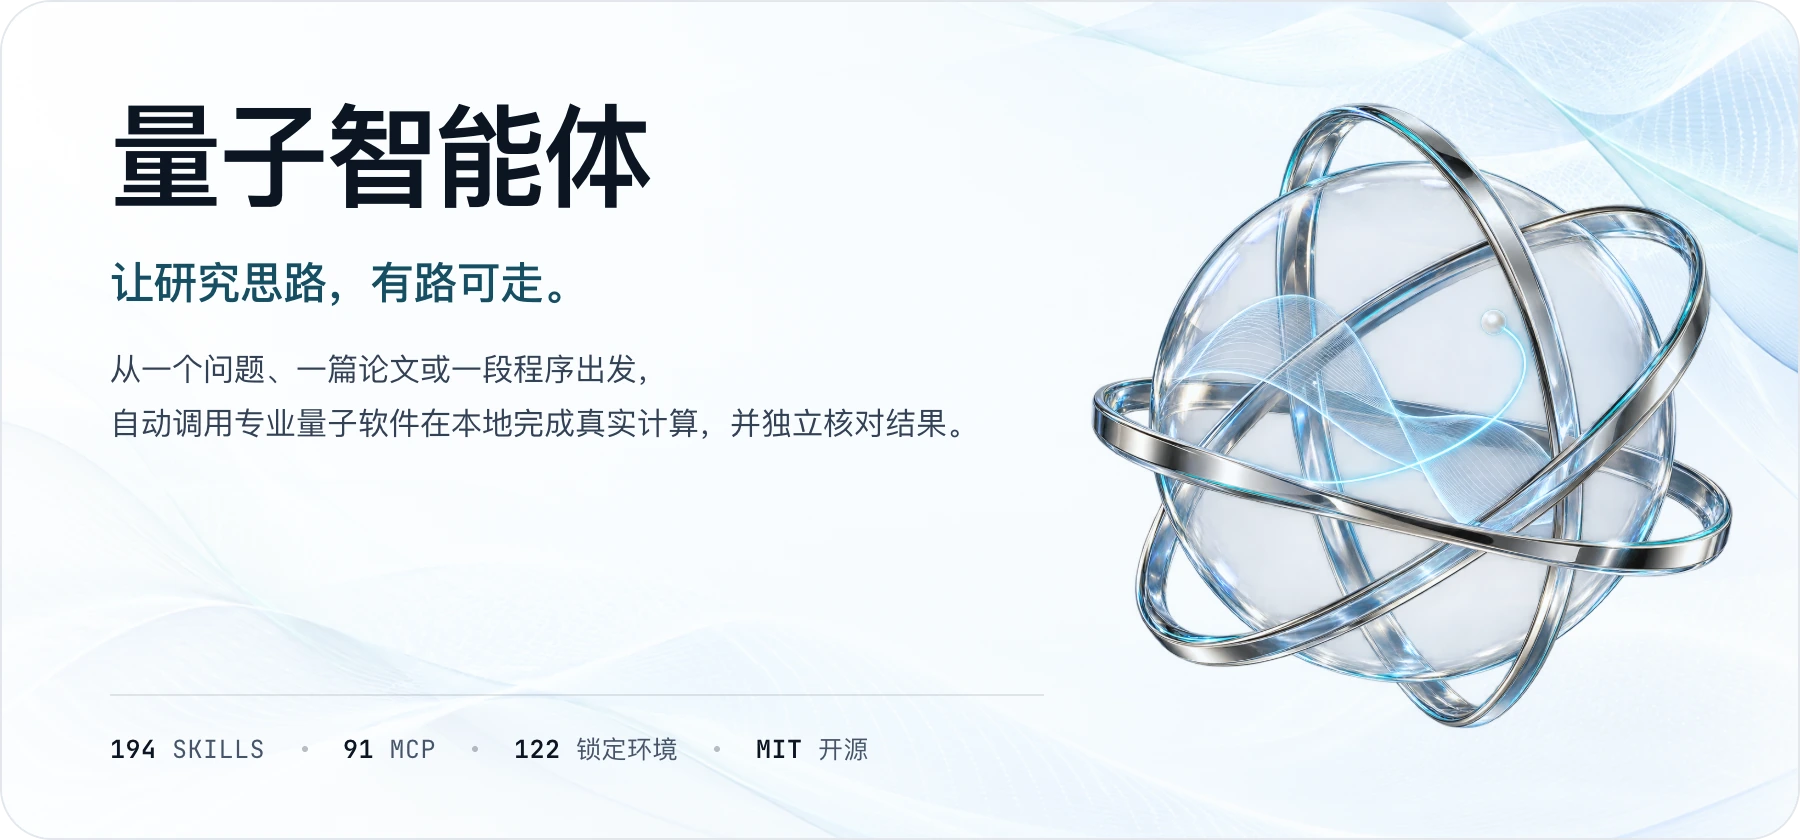 量子智能体
让研究思路，有路可走。
从一个问题、一篇论文或一段程序出发，
自动调用专业量子软件在本地完成真实计算，并独立核对结果。
194 SKILLS • 91 MCP • 122 锁定环境 • MIT 开源